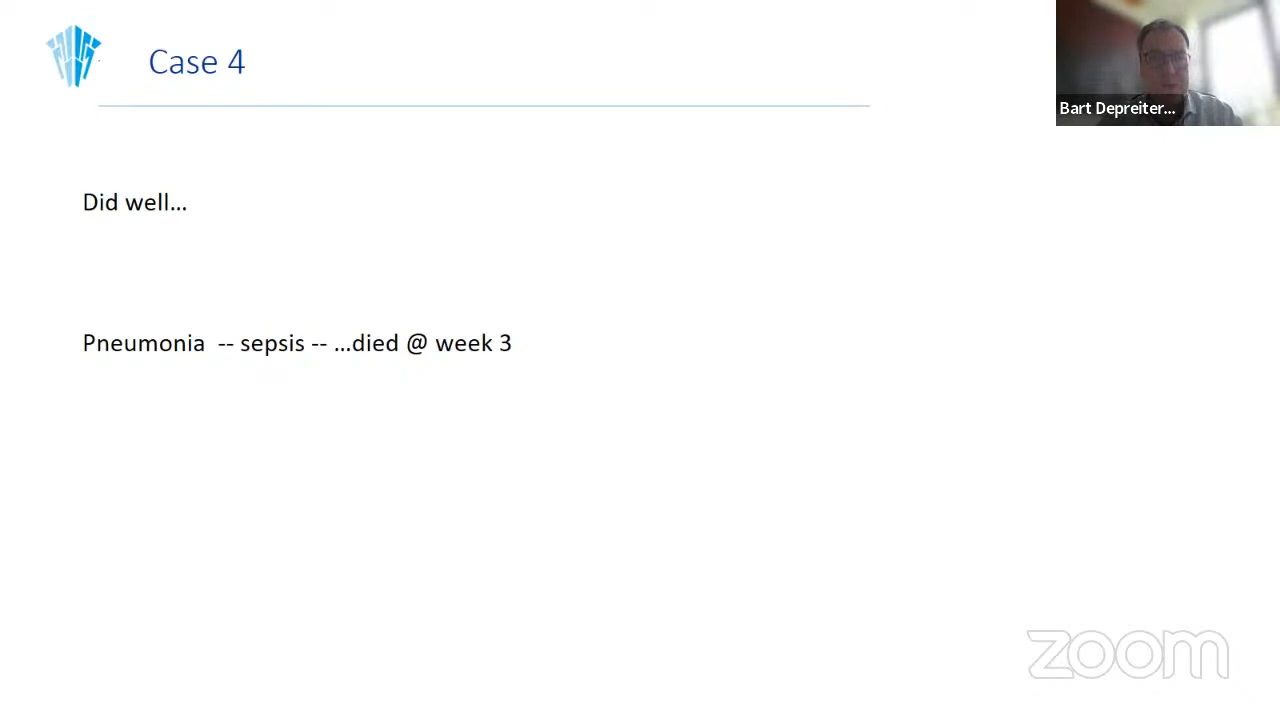 Case 4
Bart Depreiter...
Did well...
Pneumonia -- sepsis -- ...died @ week 3
zoom